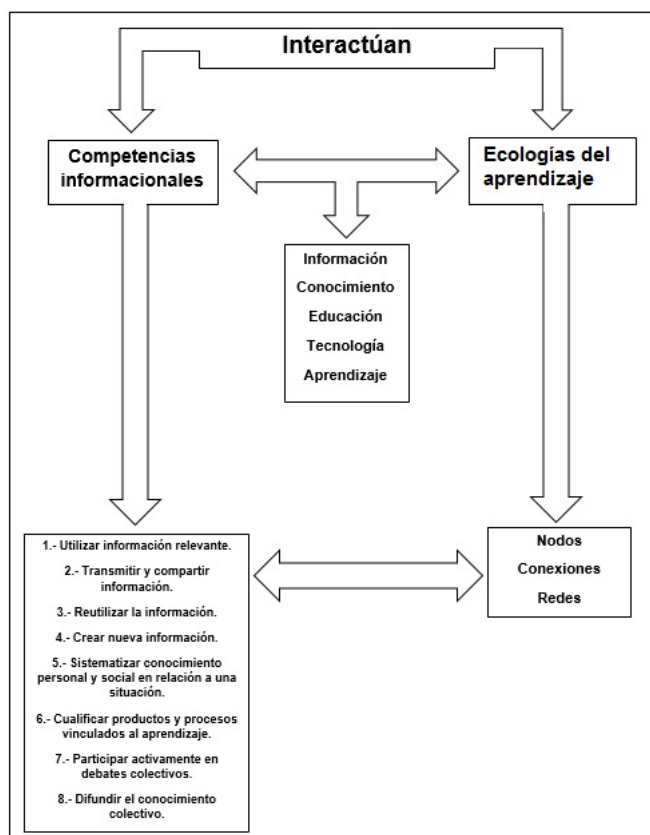 Interactúan
Competencias
informacionales
Ecologías del
aprendizaje
Información
Conocimiento
Educación
Tecnología
Aprendizaje
1.- Utilizar información relevante.
2.- Transmitir y compartir
información.
3.- Reutilizar la información.
4.- Crear nueva información.
5.- Sistematizar conocimiento
personal y social en relación a una
situación.
6.- Cualificar productos y procesos
vinculados al aprendizaje.
7.- Participar activamente en
debates colectivos.
8.- Difundir el conocimiento
colectivo.
Nodos
Conexiones
Redes